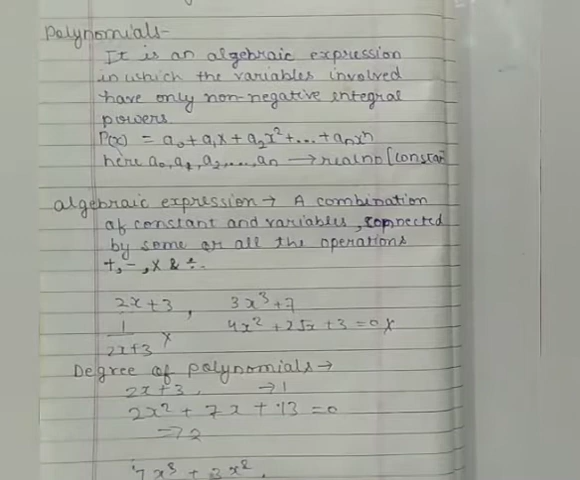 Polynomials-
It is an algebraic expression
in which the variables involved
have only non-negative integral
powers
P(x) = a₀+a₁x+a₂x²+...+aₙxⁿ
here a₀,a₁,a₂,...,aₙ → real no [constan
algebraic expression → A combination
of constant and variables, connected
by some or all the operations
+,-,x & ÷.
2x+3, 3x³+7
1/2x+3 x 4x²+25x+3=0x
Degree of polynomials →
2x+3, →1
2x²+7x+13=0
⇒2
7x³+3x².